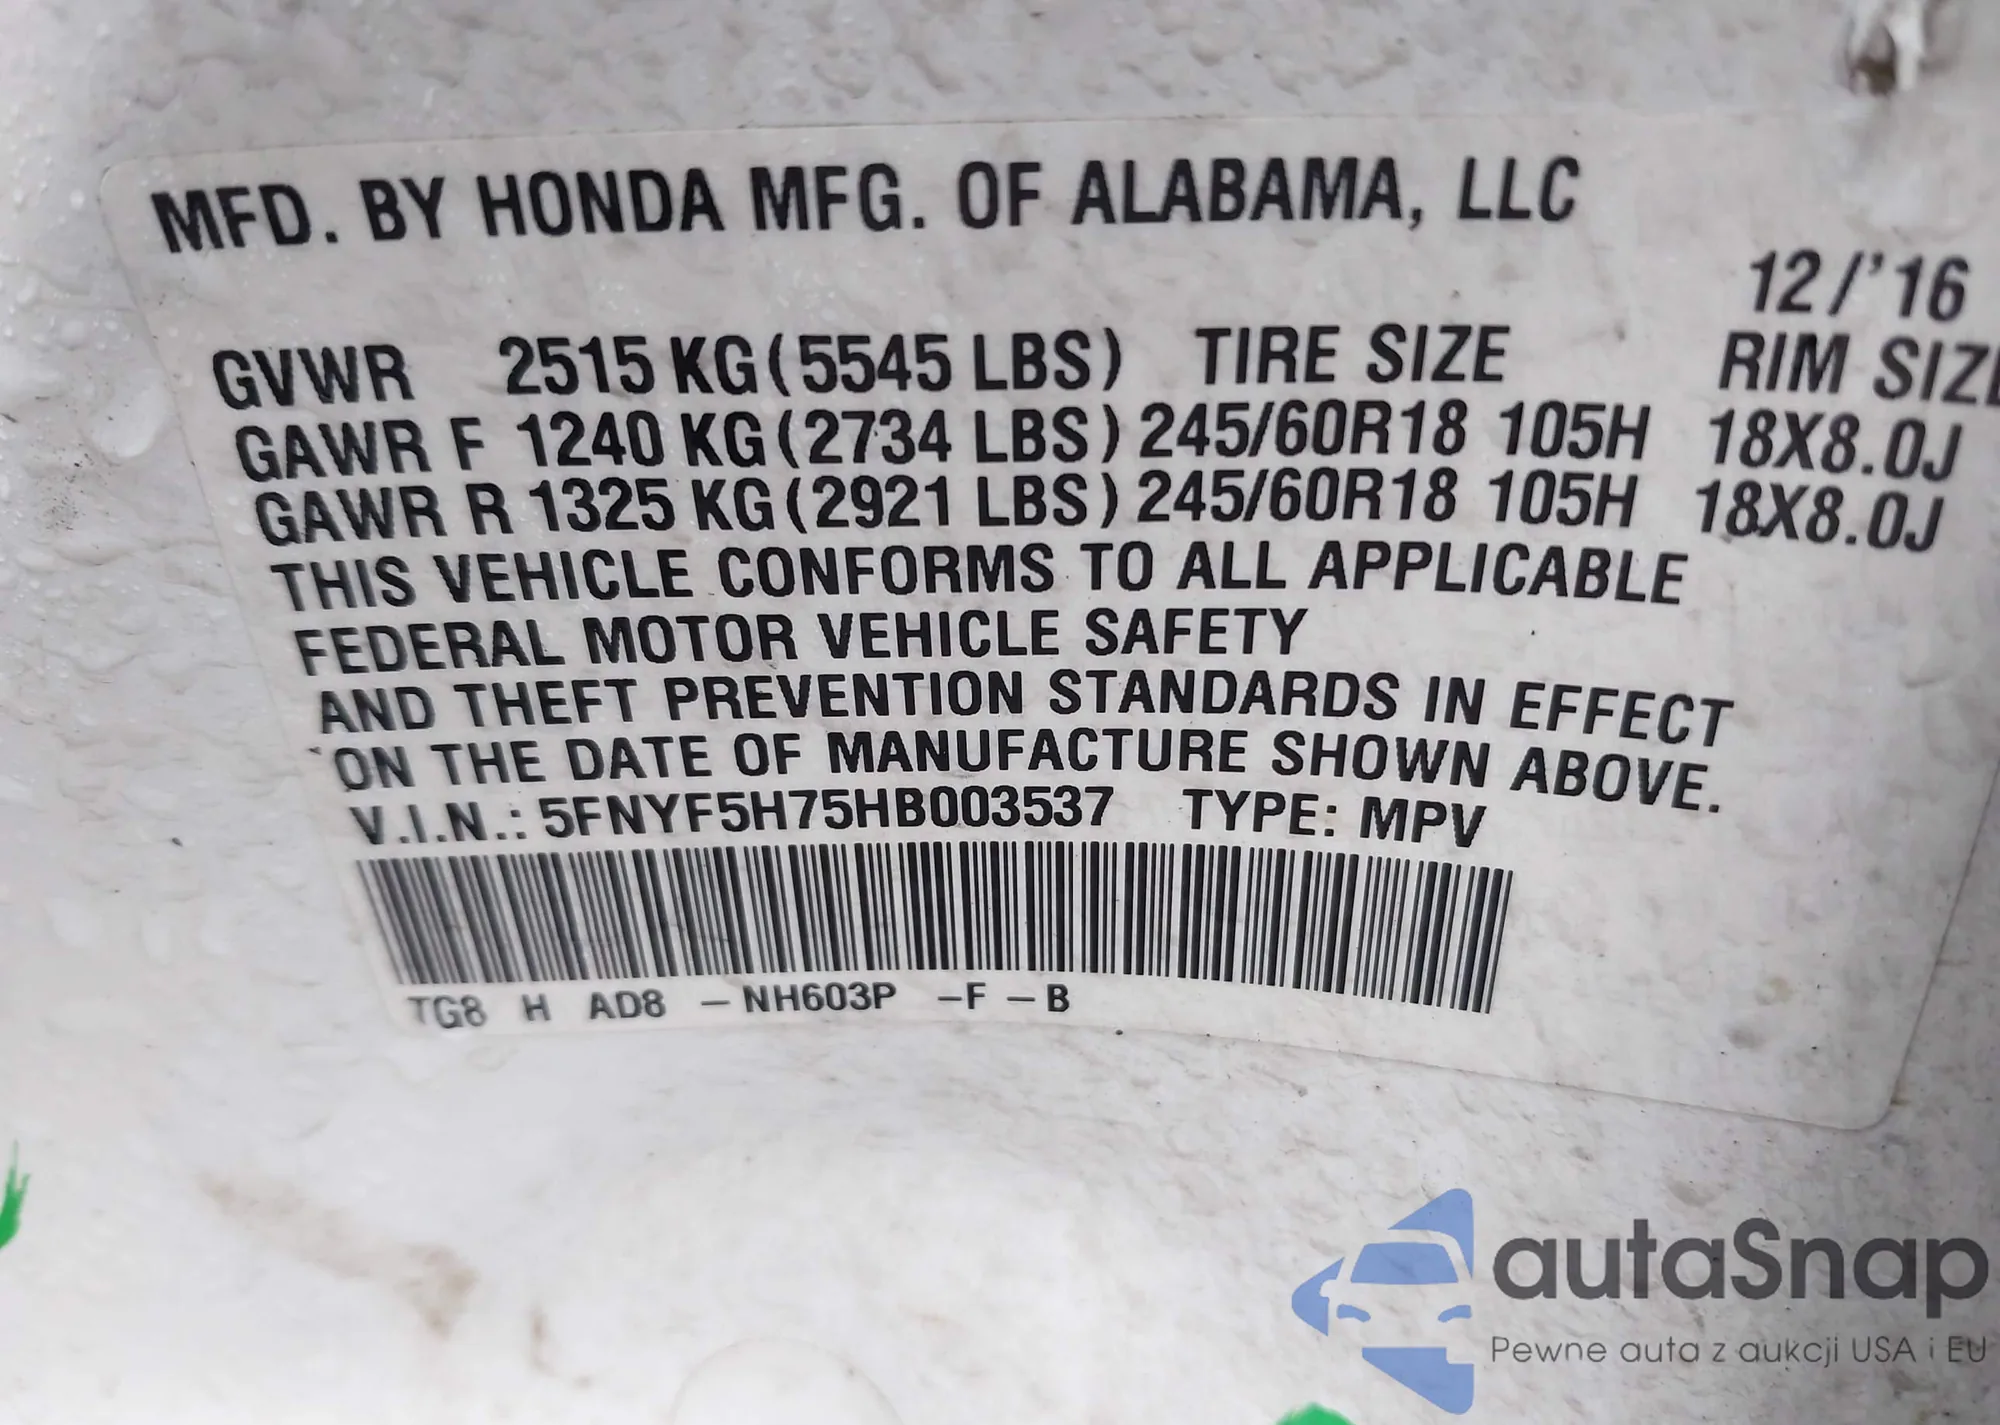 MFD. BY HONDA MFG. OF ALABAMA, LLC
12/'16
GVWR 2515 KG (5545 LBS) TIRE SIZE RIM SIZE
GAWR F 1240 KG (2734 LBS) 245/60R18 105H 18X8.0J
GAWR R 1325 KG (2921 LBS) 245/60R18 105H 18X8.0J
THIS VEHICLE CONFORMS TO ALL APPLICABLE
FEDERAL MOTOR VEHICLE SAFETY
AND THEFT PREVENTION STANDARDS IN EFFECT
ON THE DATE OF MANUFACTURE SHOWN ABOVE.
V.I.N.: 5FNYF5H75HB003537 TYPE: MPV
TG8 H AD8 – NH603P –F – B
autaSnap
Pewne auta z aukcji USA i EU